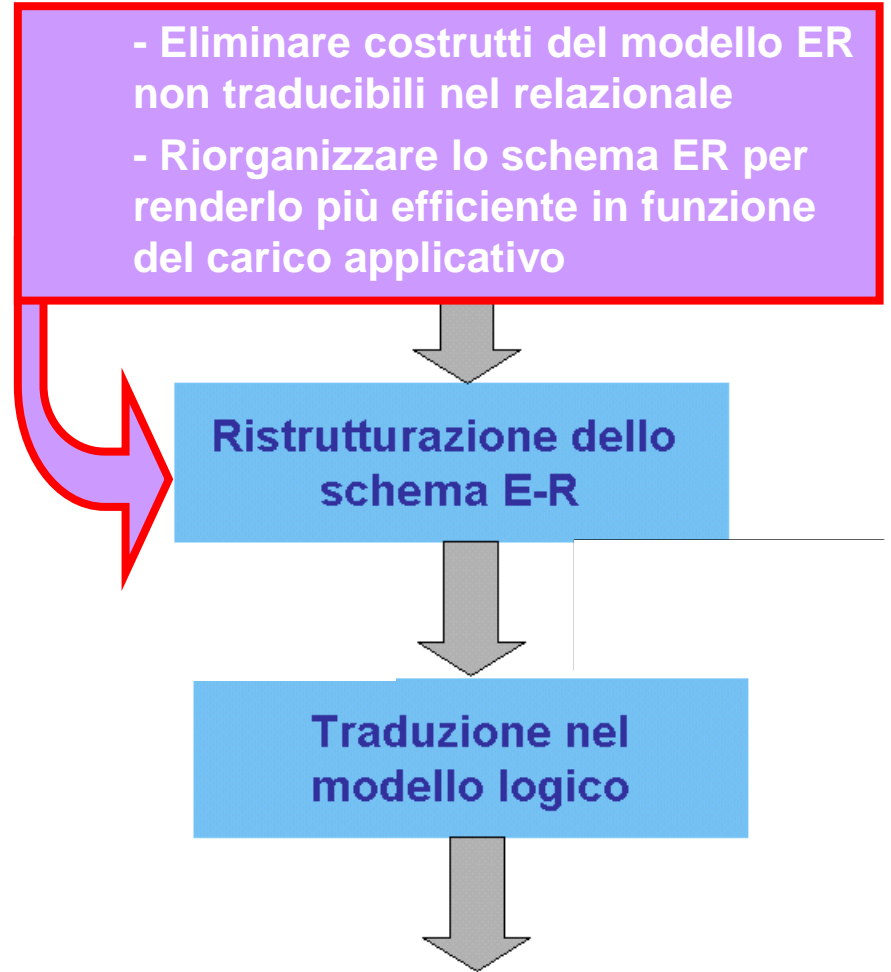 - Eliminare costrutti del modello ER
non traducibili nel relazionale
- Riorganizzare lo schema ER per
renderlo più efficiente in funzione
del carico applicativo
Ristrutturazione dello
schema E-R
Traduzione nel
modello logico